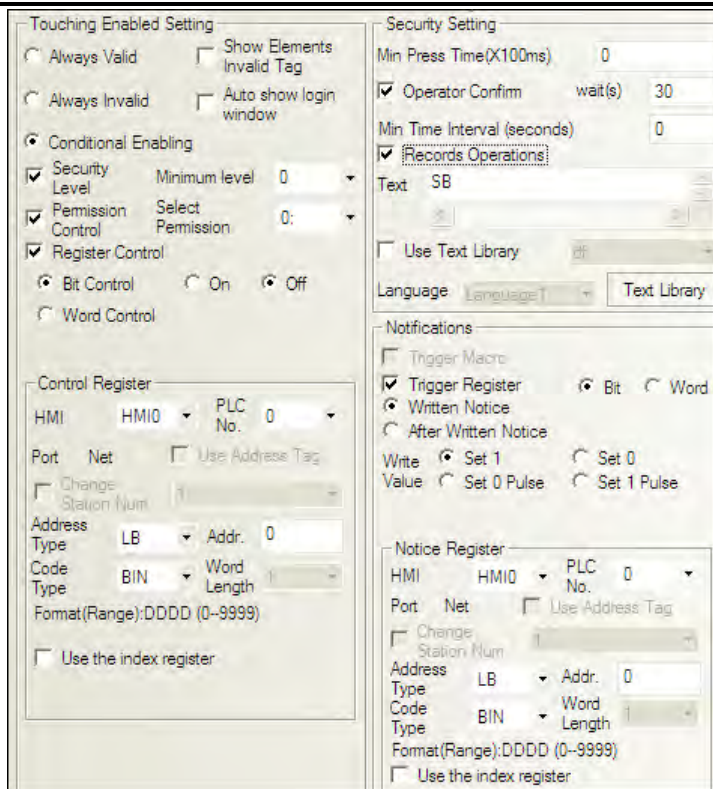 Touching Enabled Setting
Always Valid
Show Elements
Invalid Tag
Always Invalid
Auto show login
window
Conditional Enabling
Security
Level
Minimum level 0
Permission
Control
Select
Permission
0:
Register Control
Bit Control On Off
Word Control
Control Register
HMI HMI0 PLC
No. 0
Port Net Use Address Tag
Change
Station Num 1
Address
Type LB Addr. 0
Code
Type BIN Word
Length 1
Format(Range):DDDD (0--9999)
Use the index register
Security Setting
Min Press Time(X100ms) 0
Operator Confirm wait(s) 30
Min Time Interval (seconds) 0
Records Operations
Text SB
Use Text Library
Language Language1 Text Library
Notifications
Trigger Macro
Trigger Register Bit Word
Written Notice
After Written Notice
Write
Value
Set 1 Set 0
Set 0 Pulse Set 1 Pulse
Notice Register
HMI HMI0 PLC
No. 0
Port Net Use Address Tag
Change
Station Num 1
Address
Type LB Addr. 0
Code
Type BIN Word
Length 1
Format(Range):DDDD (0--9999)
Use the index register